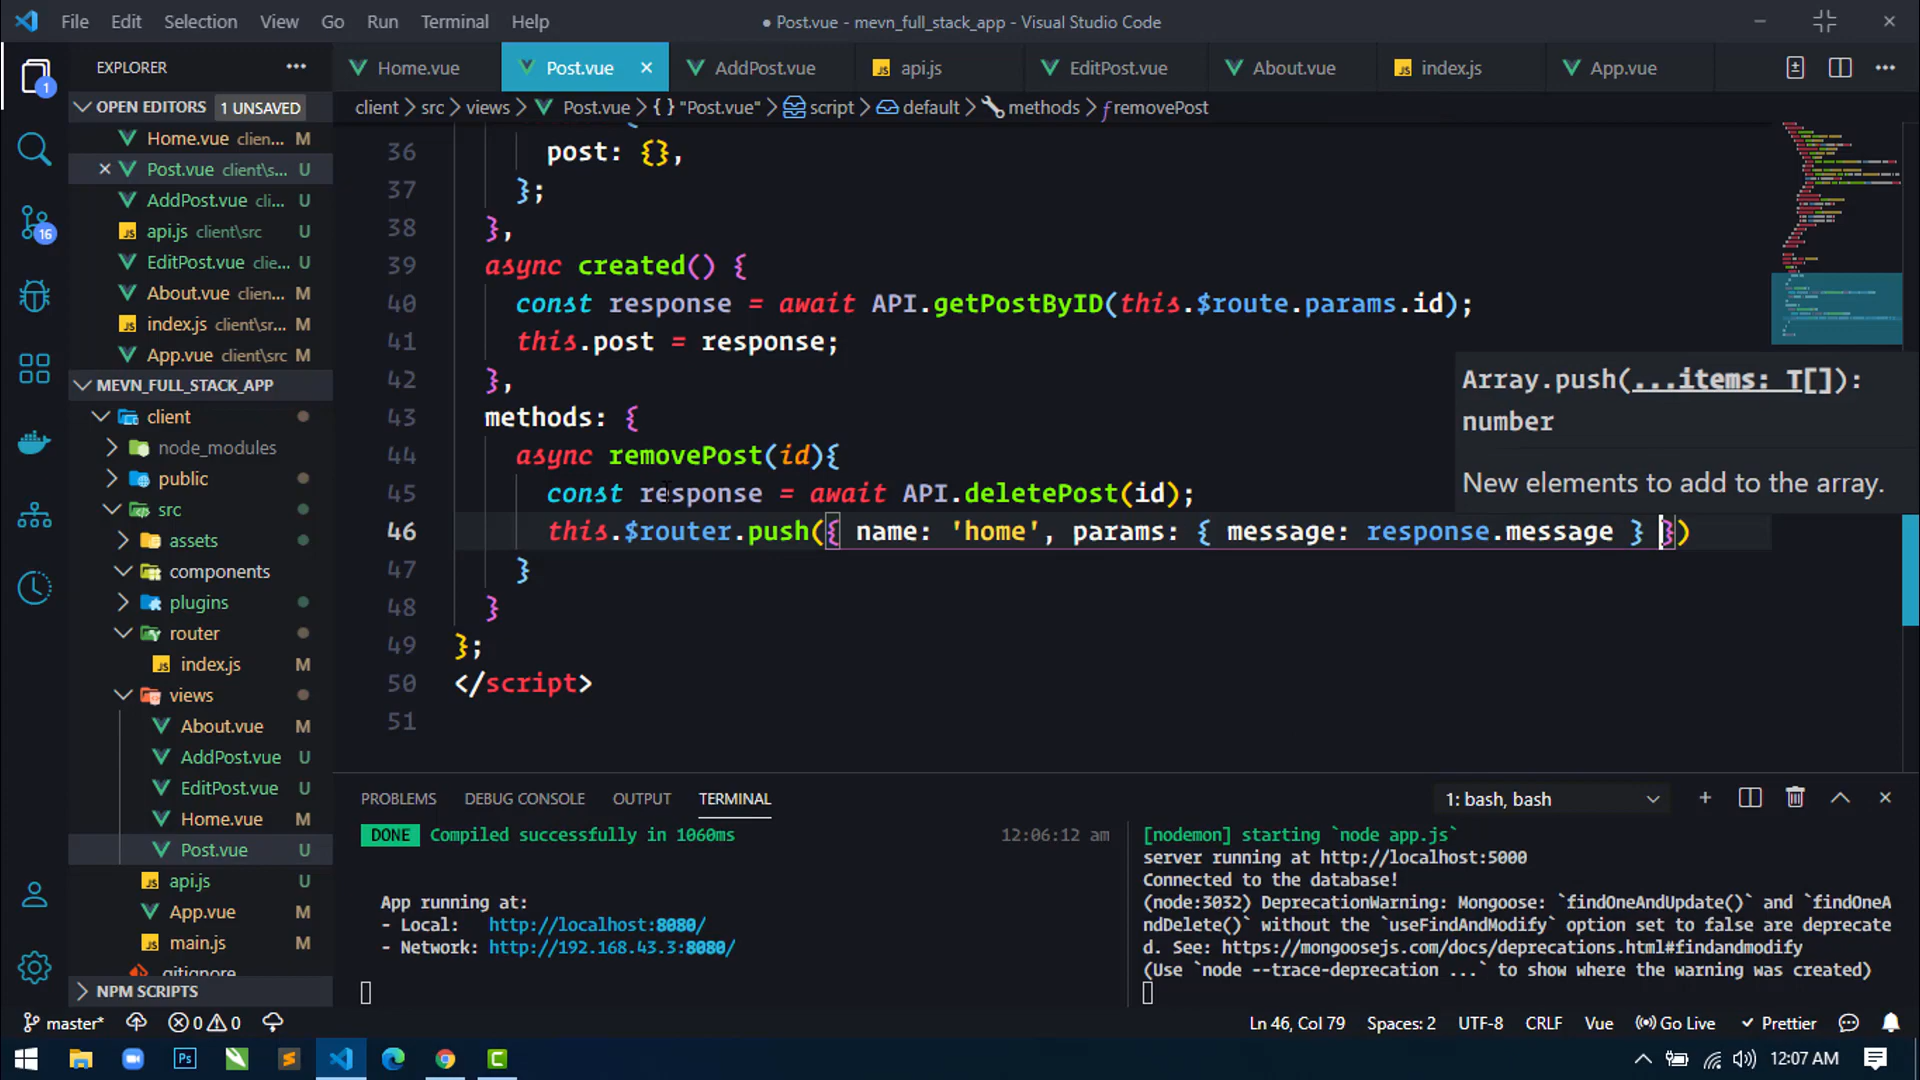 File Edit Selection View Go Run Terminal Help
● Post.vue - mevn_full_stack_app - Visual Studio Code
EXPLORER
Home.vue Post.vue AddPost.vue api.js EditPost.vue About.vue index.js App.vue
OPEN EDITORS 1 UNSAVED
client > src > views > Post.vue > {} "Post.vue" > script > default > methods > removePost
Home.vue clien... M
Post.vue client\s... U
AddPost.vue cli... U
api.js client\src U
EditPost.vue clie... U
About.vue clien... M
index.js client\sr... M
App.vue client\src M
MEVN_FULL_STACK_APP
client
node_modules
public
src
assets
components
plugins
router
index.js M
views
About.vue M
AddPost.vue U
EditPost.vue U
Home.vue M
Post.vue U
api.js U
App.vue M
main.js M
.gitignore
NPM SCRIPTS
1
16
36 post: {},
37 };
38 },
39 async created() {
40 const response = await API.getPostByID(this.$route.params.id);
41 this.post = response;
42 },
43 methods: {
44 async removePost(id){
45 const response = await API.deletePost(id);
46 this.$router.push({ name: 'home', params: { message: response.message } })
47 }
48 }
49 };
50 </script>
51
Array.push(...items: T[]):
number
New elements to add to the array.
PROBLEMS DEBUG CONSOLE OUTPUT TERMINAL
1: bash, bash
DONE Compiled successfully in 1060ms 12:06:12 am
App running at:
- Local: http://localhost:8080/
- Network: http://192.168.43.3:8080/
[nodemon] starting `node app.js`
server running at http://localhost:5000
Connected to the database!
(node:3032) DeprecationWarning: Mongoose: `findOneAndUpdate()` and `findOneA
ndDelete()` without the `useFindAndModify` option set to false are deprecate
d. See: https://mongoosejs.com/docs/deprecations.html#findandmodify
(Use `node --trace-deprecation ...` to show where the warning was created)
master* 0 0
Ln 46, Col 79 Spaces: 2 UTF-8 CRLF Vue Go Live Prettier
Ps
12:07 AM